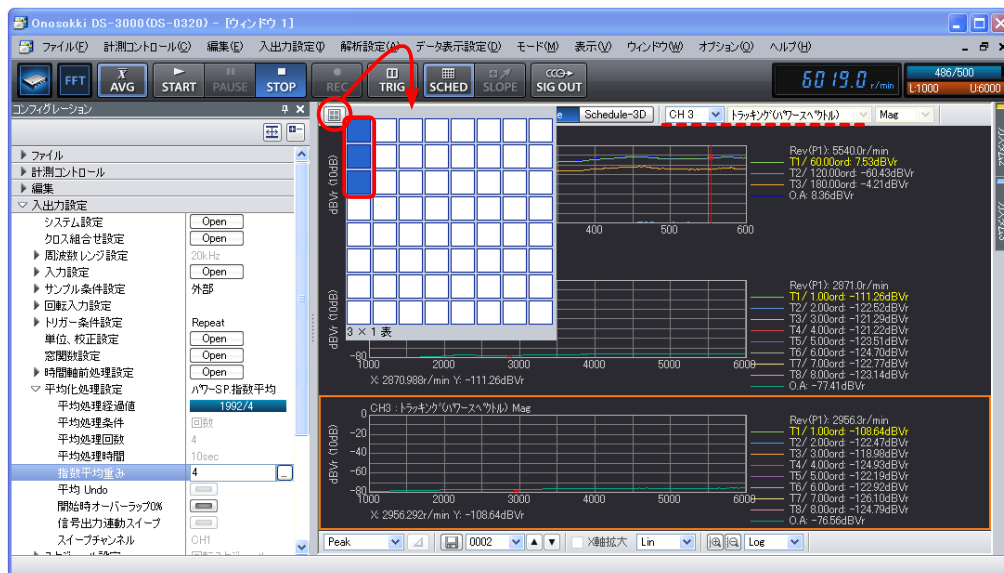 Onosokki DS-3000(DS-0320) - [ウィンドウ 1]
ファイル(F) 計測コントロール(C) 編集(E) 入出力設定(I) 解析設定(A) データ表示設定(D) モード(M) 表示(V) ウィンドウ(W) オプション(O) ヘルプ(H)
FFT X AVG START PAUSE STOP REC TRIG SCHED SLOPE SIG OUT 6019.0 r/min 486/500
L:1000 U:6000
コンフィグレーション
Schedule-3D CH 3 トラッキング(パワースペクトル) Mag
ファイル
計測コントロール
編集
入出力設定
システム設定 Open
クロス組合せ設定 Open
周波数レンジ設定 20kHz
入力設定 Open
サンプル条件設定 外部
回転入力設定
トリガー条件設定 Repeat
単位、校正設定 Open
窓関数設定 Open
時間軸前処理設定 Open
平均化処理設定 パワーSP.指数平均
平均処理経過値 1992/4
平均処理条件 回数
平均処理回数 4
平均処理時間 10sec
指数平均重み 4 ...
平均 Undo
開始時オーバーラップ0%
信号出力連動スイープ
スイープチャンネル CH1
3 × 1 表
dBVr (10dB)
400 500 600
Rev(P1): 5540.0r/min
T1/ 60.00ord: 7.53dBVr
T2/ 120.00ord: -60.43dBVr
T3/ 180.00ord: -4.21dBVr
O.A: 8.36dBVr
dBVr (10dB)
-80
1000 2000 3000 4000 5000 6000
X: 2870.988r/min Y: -111.26dBVr
Rev(P1): 2871.0r/min
T1/ 1.00ord: -111.26dBVr
T2/ 2.00ord: -122.52dBVr
T3/ 3.00ord: -121.29dBVr
T4/ 4.00ord: -121.22dBVr
T5/ 5.00ord: -123.51dBVr
T6/ 6.00ord: -124.70dBVr
T7/ 7.00ord: -122.77dBVr
T8/ 8.00ord: -123.14dBVr
O.A: -77.41dBVr
CH3 : トラッキング(パワースペクトル) Mag
dBVr (10dB)
0
-20
-40
-60
-80
1000 2000 3000 4000 5000 6000
X: 2956.292r/min Y: -108.64dBVr
Rev(P1): 2956.3r/min
T1/ 1.00ord: -108.64dBVr
T2/ 2.00ord: -122.47dBVr
T3/ 3.00ord: -118.98dBVr
T4/ 4.00ord: -124.93dBVr
T5/ 5.00ord: -122.19dBVr
T6/ 6.00ord: -122.92dBVr
T7/ 7.00ord: -126.10dBVr
T8/ 8.00ord: -124.79dBVr
O.A: -76.56dBVr
Peak 0002 X軸拡大 Lin Log